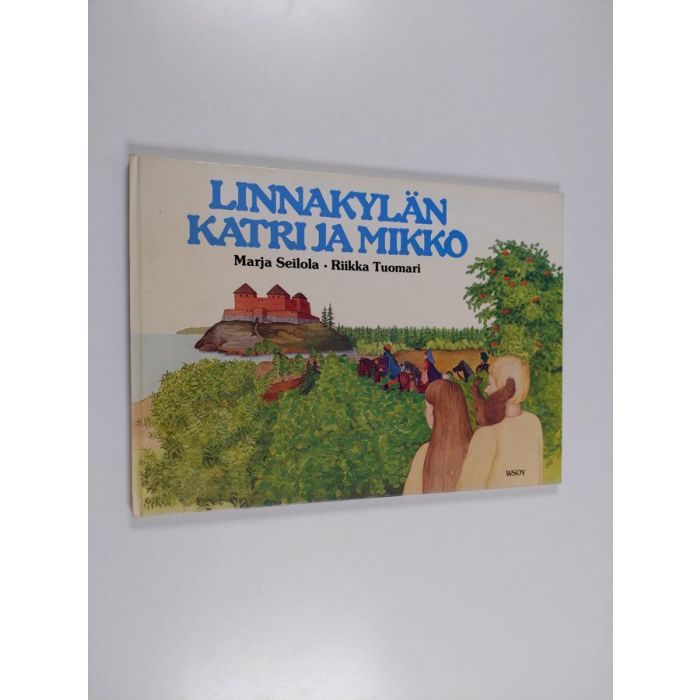 LINNAKYLÄN
KATRI JA MIKKO
Marja Seilola • Riikka Tuomari
WSOY